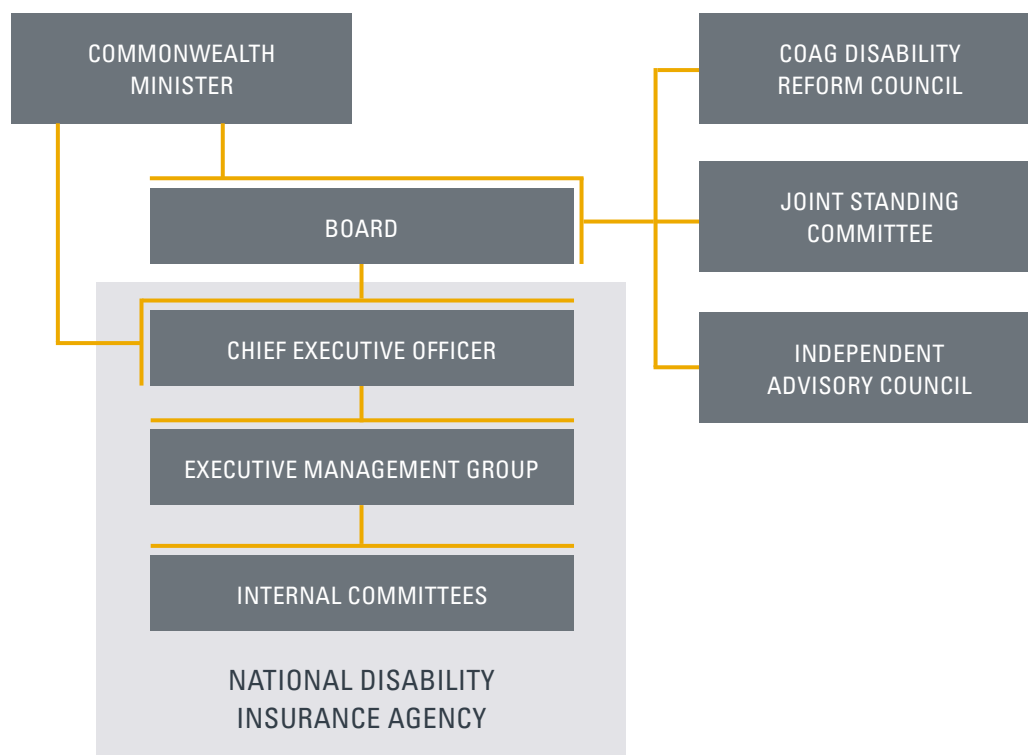 COMMONWEALTH
MINISTER
BOARD
CHIEF EXECUTIVE OFFICER
EXECUTIVE MANAGEMENT GROUP
INTERNAL COMMITTEES
NATIONAL DISABILITY
INSURANCE AGENCY
COAG DISABILITY
REFORM COUNCIL
JOINT STANDING
COMMITTEE
INDEPENDENT
ADVISORY COUNCIL